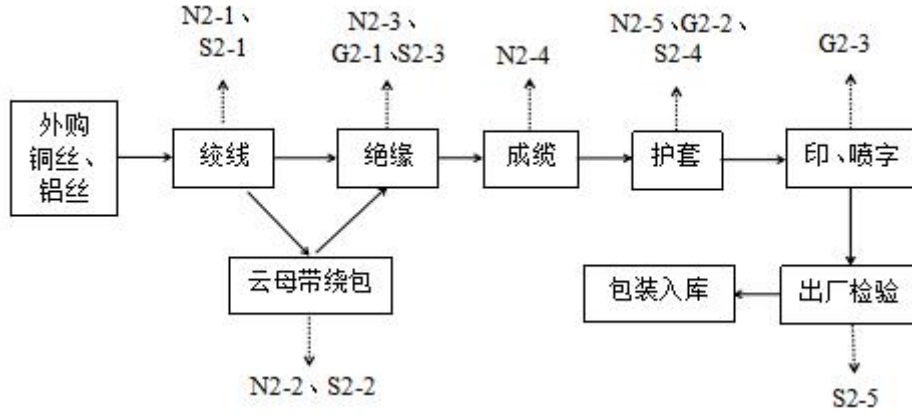 N2-1、
S2-1
N2-3、
G2-1、S2-3
N2-4
N2-5、G2-2、
S2-4
G2-3
外购
铜丝、
铝丝
绞线
绝缘
成缆
护套
印、喷字
云母带绕包
包装入库
出厂检验
N2-2、S2-2
S2-5